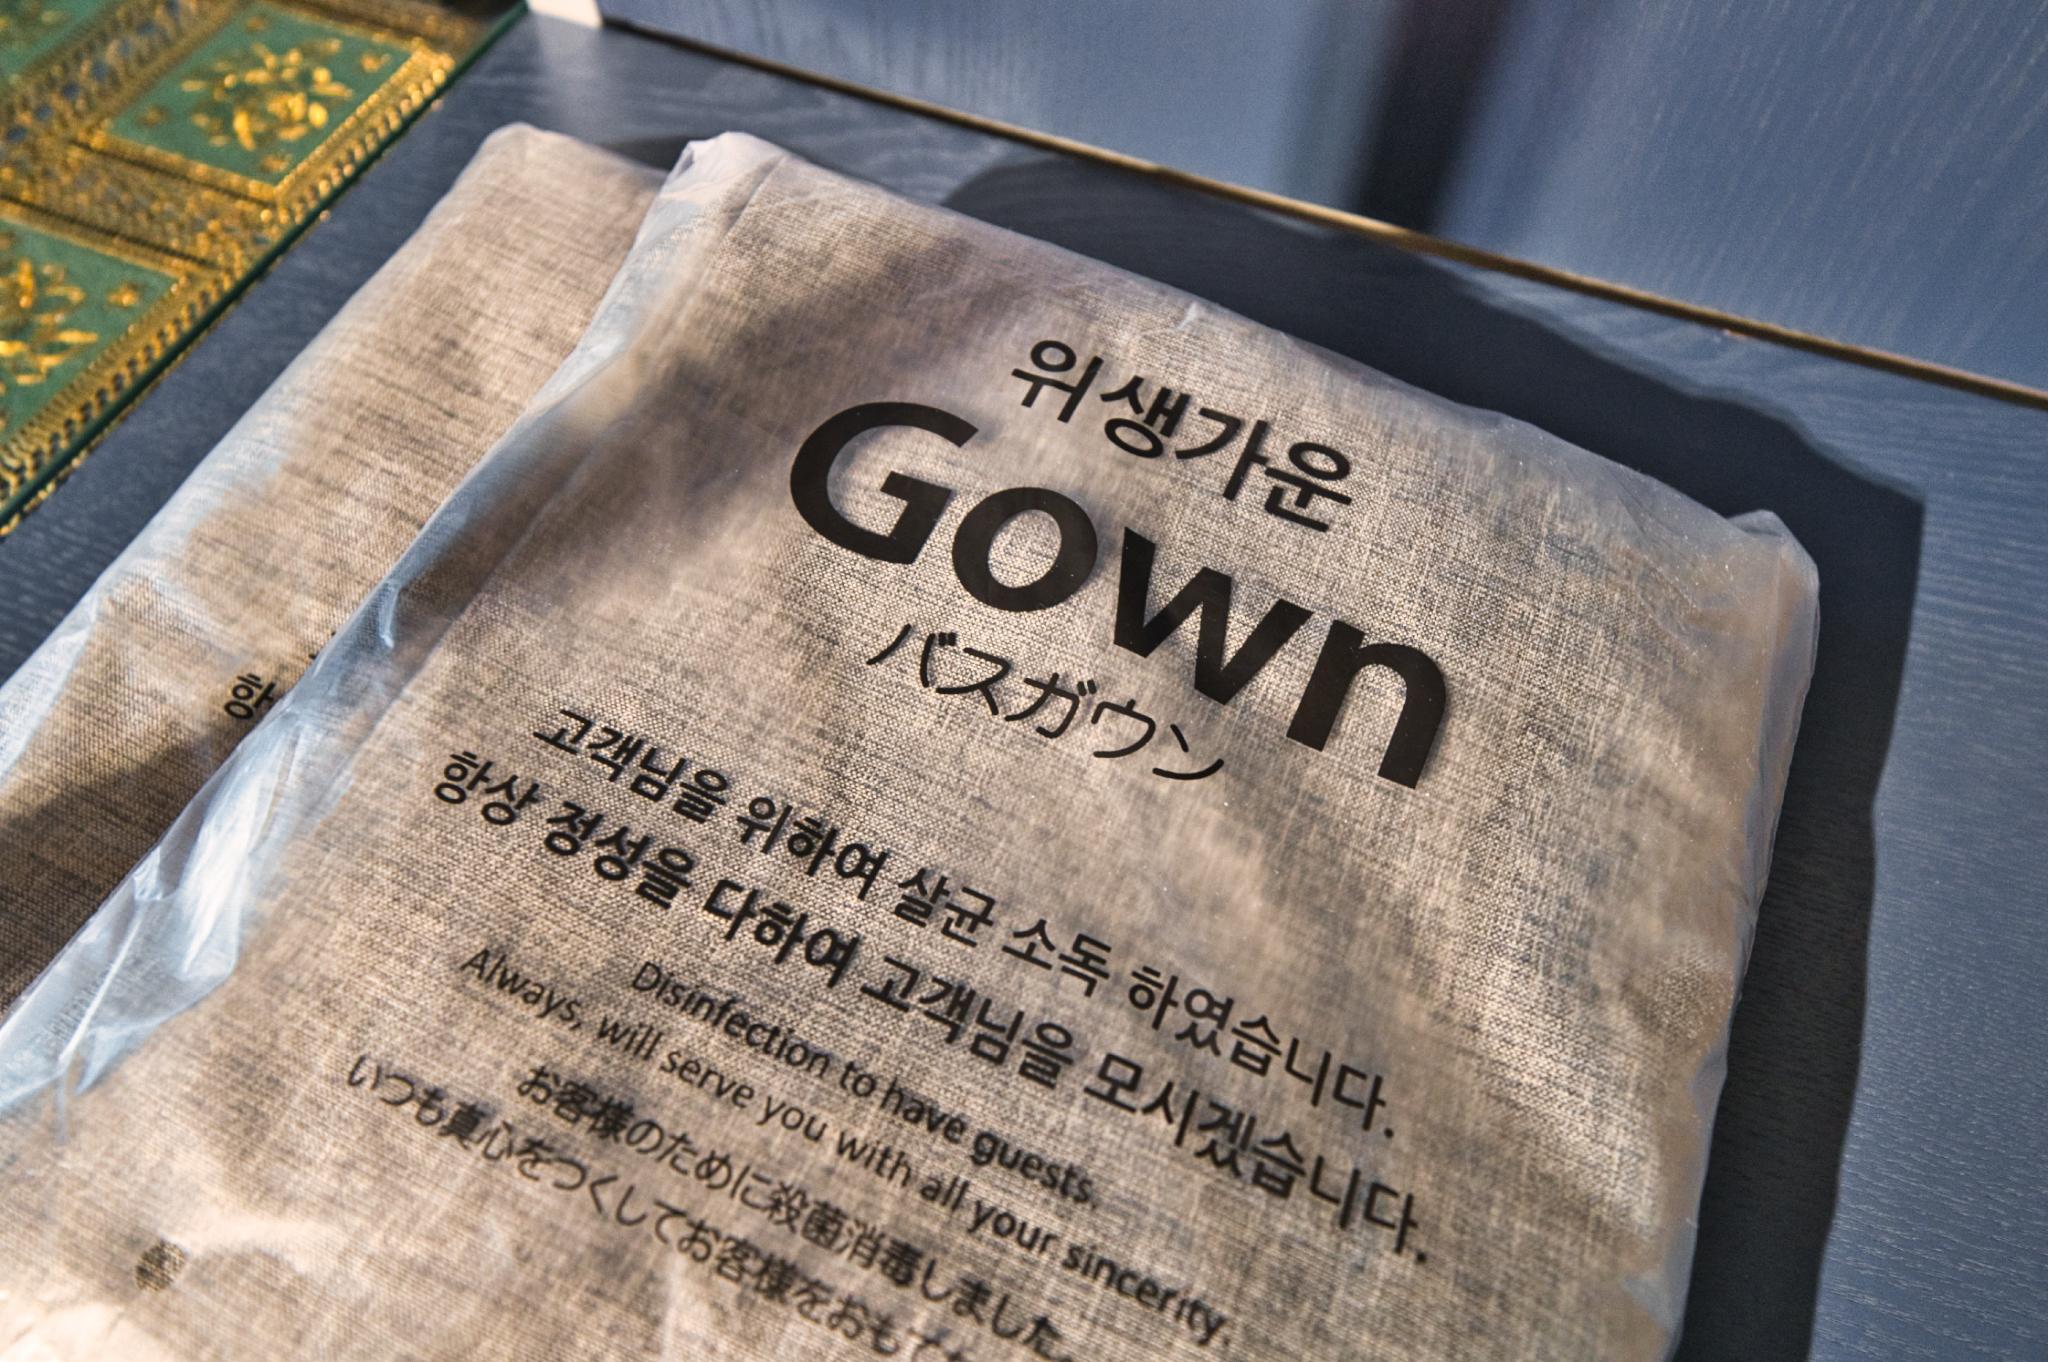 위생가운
Gown
バスガウン
고객님을 위하여 살균 소독 하였습니다.
항상 정성을 다하여 고객님을 모시겠습니다.
Disinfection to have guests.
Always, will serve you with all your sincerity.
お客様のために殺菌消毒しました。
いつも真心をつくしてお客様をおもて
항